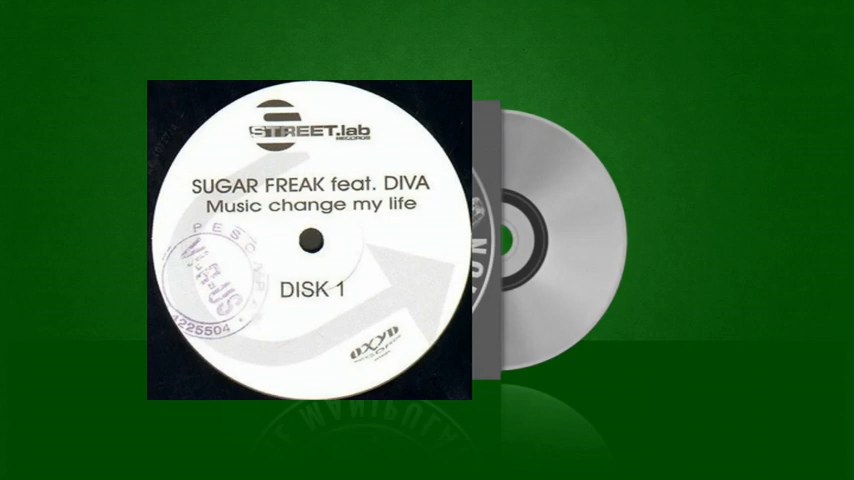 STREET.lab
RECORDS
SUGAR FREAK feat. DIVA
Music change my life
DISK 1
4225504
OXYD